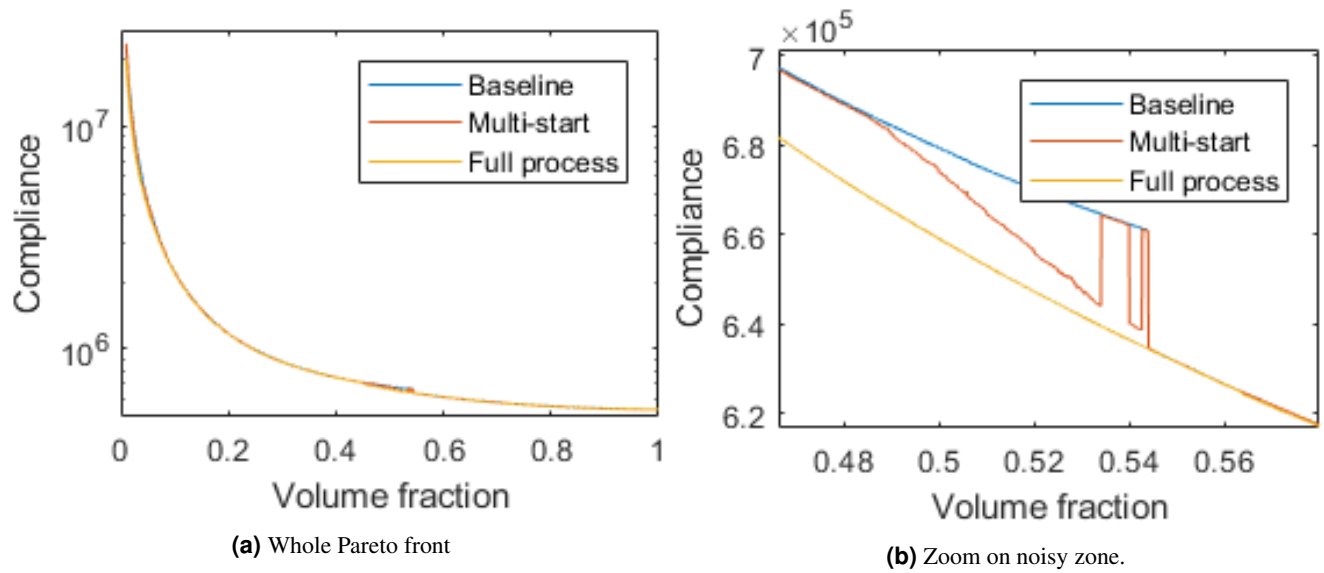 Compliance
10^7
10^6
Baseline
Multi-start
Full process
0 0.2 0.4 0.6 0.8 1
Volume fraction
(a) Whole Pareto front
× 10^5
Compliance
7
6.8
6.6
6.4
6.2
Baseline
Multi-start
Full process
0.48 0.5 0.52 0.54 0.56
Volume fraction
(b) Zoom on noisy zone.